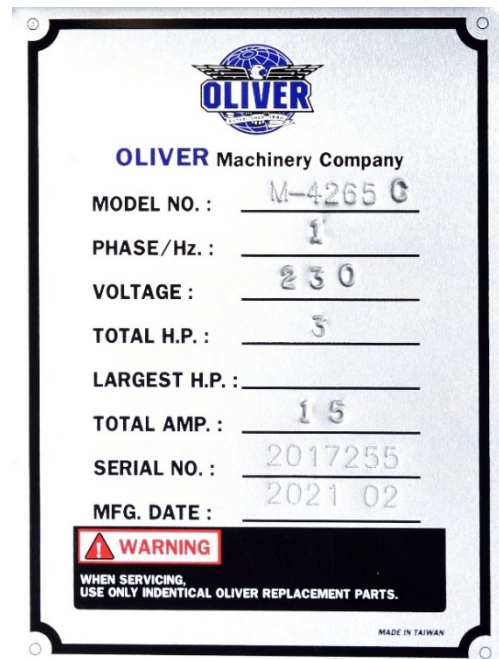 OLIVER
OLIVER Machinery Company
MODEL NO. : M-4265 C
PHASE/Hz. : 1
VOLTAGE : 230
TOTAL H.P. : 3
LARGEST H.P. :
TOTAL AMP. : 15
SERIAL NO. : 2017255
MFG. DATE : 2021 02
WARNING
WHEN SERVICING,
USE ONLY INDENTICAL OLIVER REPLACEMENT PARTS.
MADE IN TAIWAN